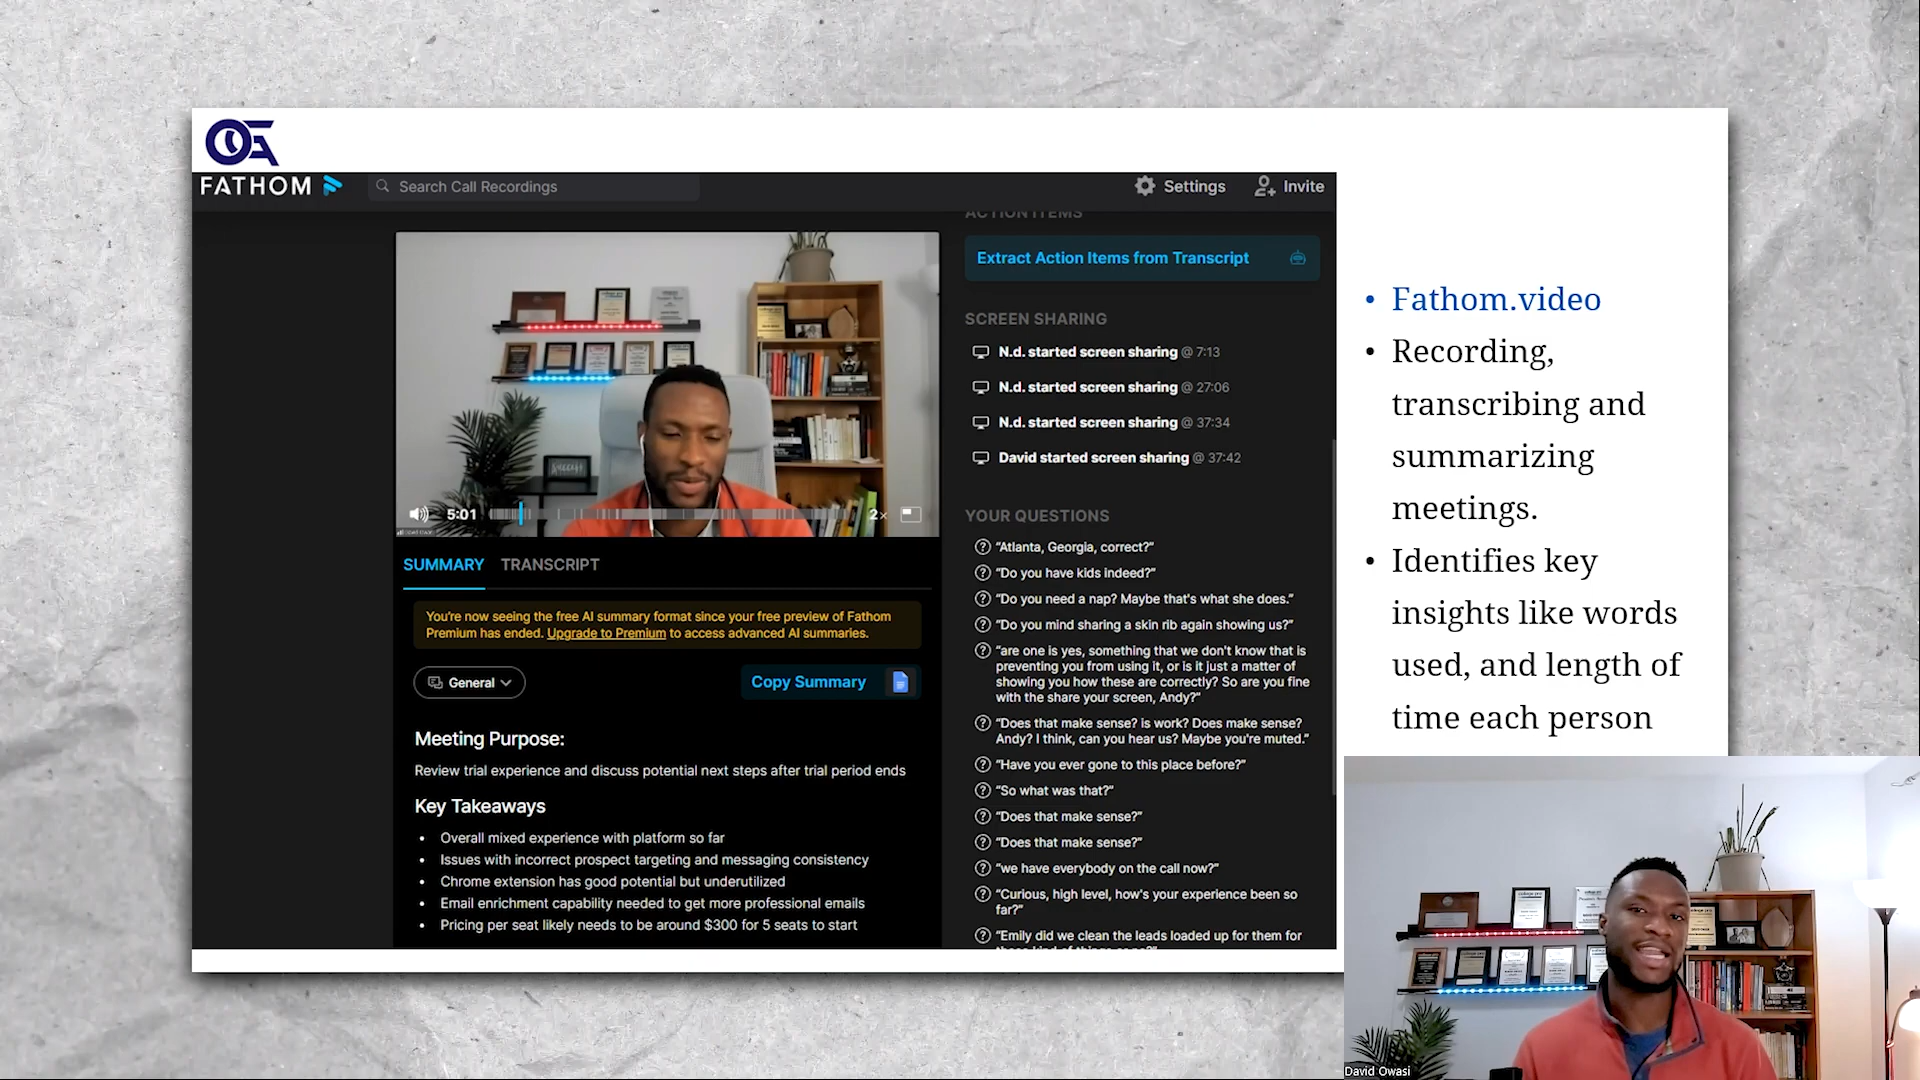 FATHOM
Search Call Recordings
Settings
Invite
5:01
2x
SUMMARY
TRANSCRIPT
You're now seeing the free AI summary format since your free preview of Fathom
Premium has ended. Upgrade to Premium to access advanced AI summaries.
General
Copy Summary
Meeting Purpose:
Review trial experience and discuss potential next steps after trial period ends
Key Takeaways
• Overall mixed experience with platform so far
• Issues with incorrect prospect targeting and messaging consistency
• Chrome extension has good potential but underutilized
• Email enrichment capability needed to get more professional emails
• Pricing per seat likely needs to be around $300 for 5 seats to start
ACTION ITEMS
Extract Action Items from Transcript
SCREEN SHARING
N.d. started screen sharing @ 7:13
N.d. started screen sharing @ 27:06
N.d. started screen sharing @ 37:34
David started screen sharing @ 37:42
YOUR QUESTIONS
“Atlanta, Georgia, correct?”
“Do you have kids indeed?”
“Do you need a nap? Maybe that's what she does.”
“Do you mind sharing a skin rib again showing us?”
“are one is yes, something that we don't know that is
preventing you from using it, or is it just a matter of
showing you how these are correctly? So are you fine
with the share your screen, Andy?”
“Does that make sense? is work? Does make sense?
Andy? I think, can you hear us? Maybe you're muted.”
“Have you ever gone to this place before?”
“So what was that?”
“Does that make sense?”
“Does that make sense?”
“we have everybody on the call now?”
“Curious, high level, how's your experience been so
far?”
“Emily did we clean the leads loaded up for them for
• Fathom.video
• Recording,
transcribing and
summarizing
meetings.
• Identifies key
insights like words
used, and length of
time each person
David Owasi